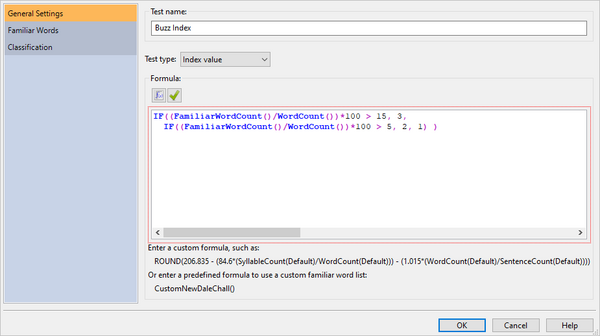 General Settings
Familiar Words
Classification
Test name:
Buzz Index
Test type: Index value
Formula:
IF((FamiliarWordCount()/WordCount())*100 > 15, 3,
IF((FamiliarWordCount()/WordCount())*100 > 5, 2, 1) )
Enter a custom formula, such as:
ROUND(206.835 - (84.6*(SyllableCount(Default)/WordCount(Default))) - (1.015*(WordCount(Default)/SentenceCount(Default))))
Or enter a predefined formula to use a custom familiar word list:
CustomNewDaleChall()
OK Cancel Help